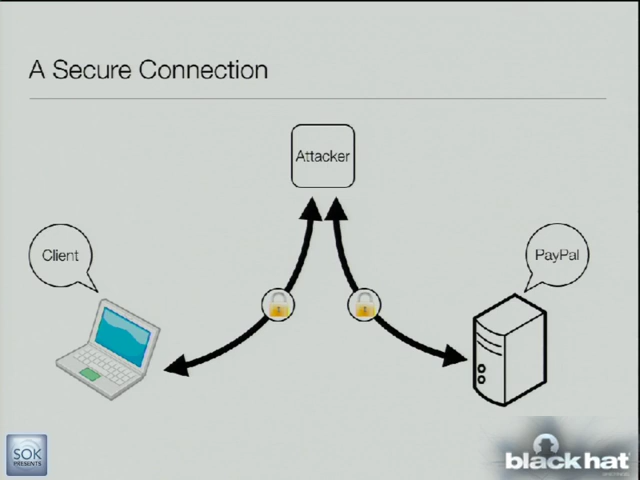 A Secure Connection
Attacker
Client
PayPal
SOK
PRESENTS
black hat